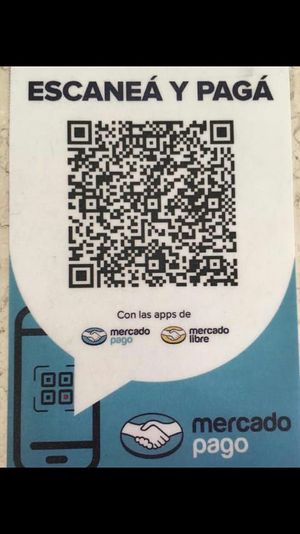 ESCANEÁ Y PAGÁ
Con las apps de
mercado
pago
mercado
libre
mercado
pago